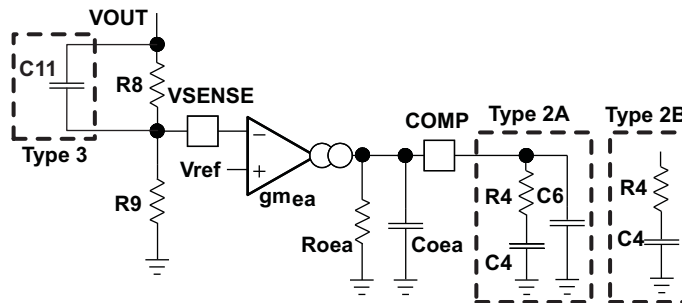 VOUT
C11
R8
VSENSE
Type 3
Vref
R9
gmea
COMP
Roea
Coea
Type 2A
R4
C6
C4
Type 2B
R4
C4